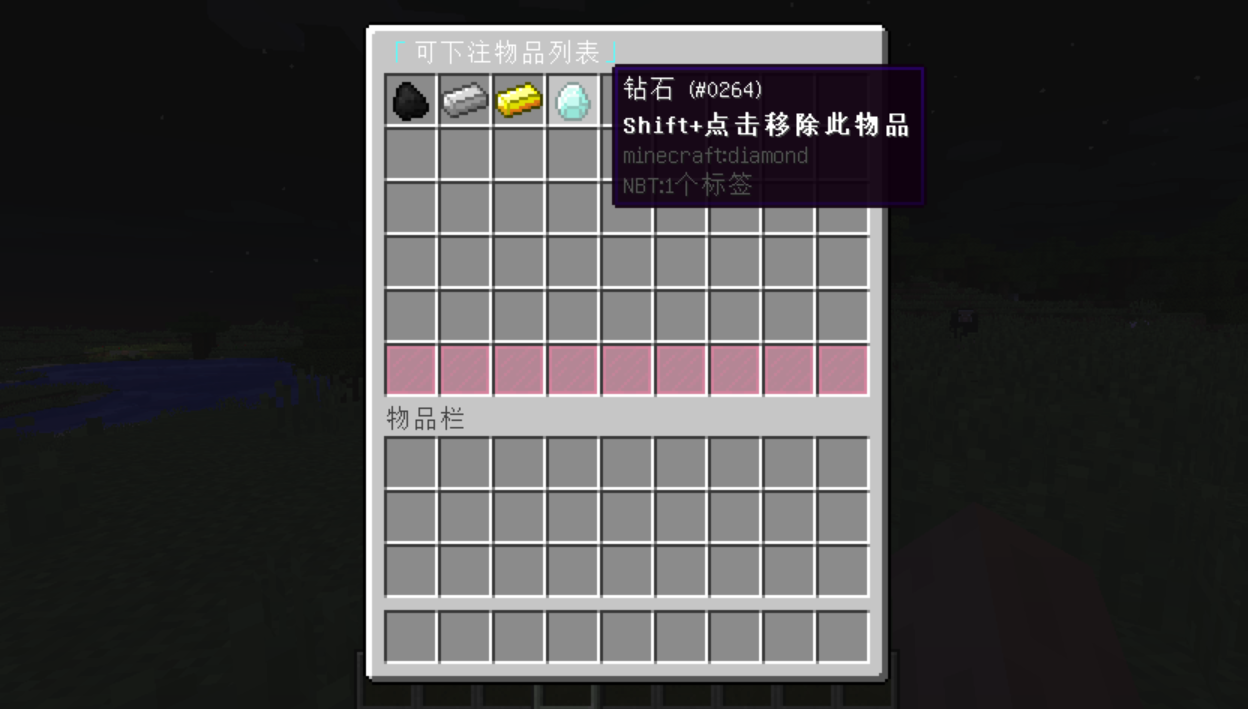 「可下注物品列表」
钻石 (#0264)
Shift+点击移除此物品
minecraft:diamond
NBT:1个标签
物品栏